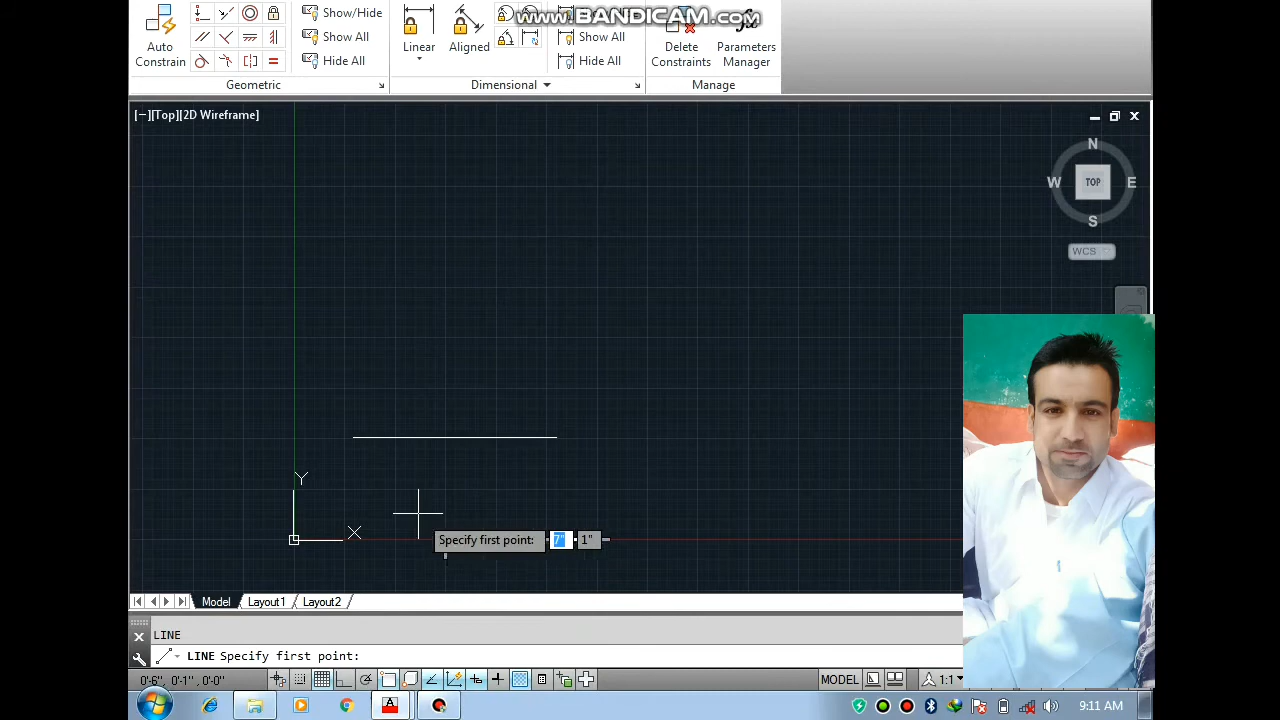 www.BANDICAM.com
Show/Hide
Show All
Hide All
Auto
Constrain
Geometric
Linear
Aligned
Show All
Hide All
Dimensional
Delete
Constraints
fx
Parameters
Manager
Manage
[−][Top][2D Wireframe]
N
W
TOP
E
S
WCS
Y
X
Specify first point:
7"
1"
Model
Layout1
Layout2
LINE
LINE Specify first point:
0'-6", 0'-1", 0'-0"
MODEL
1:1
9:11 AM